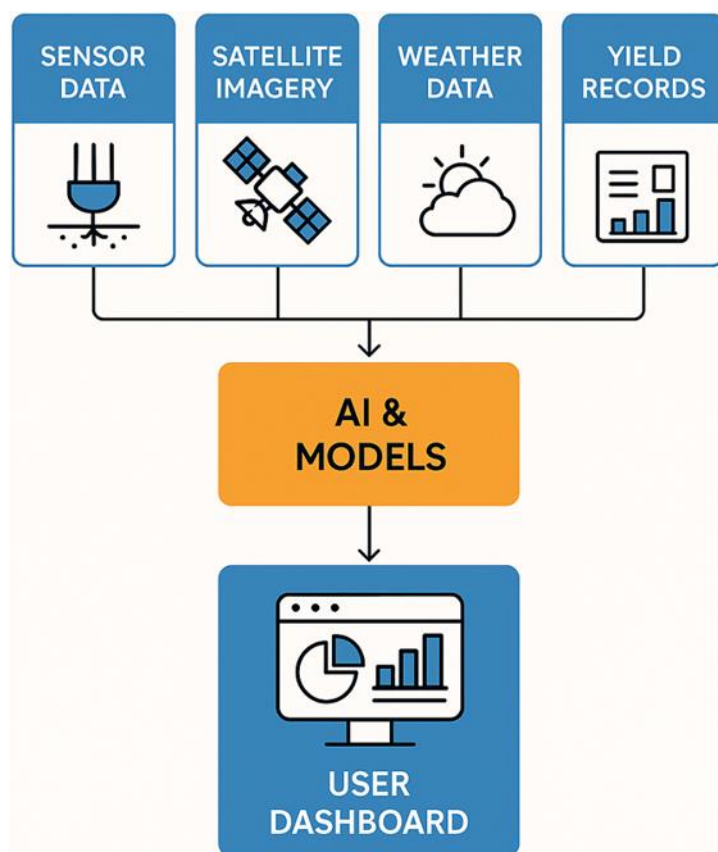 SENSOR
DATA
SATELLITE
IMAGERY
WEATHER
DATA
YIELD
RECORDS
AI &
MODELS
USER
DASHBOARD